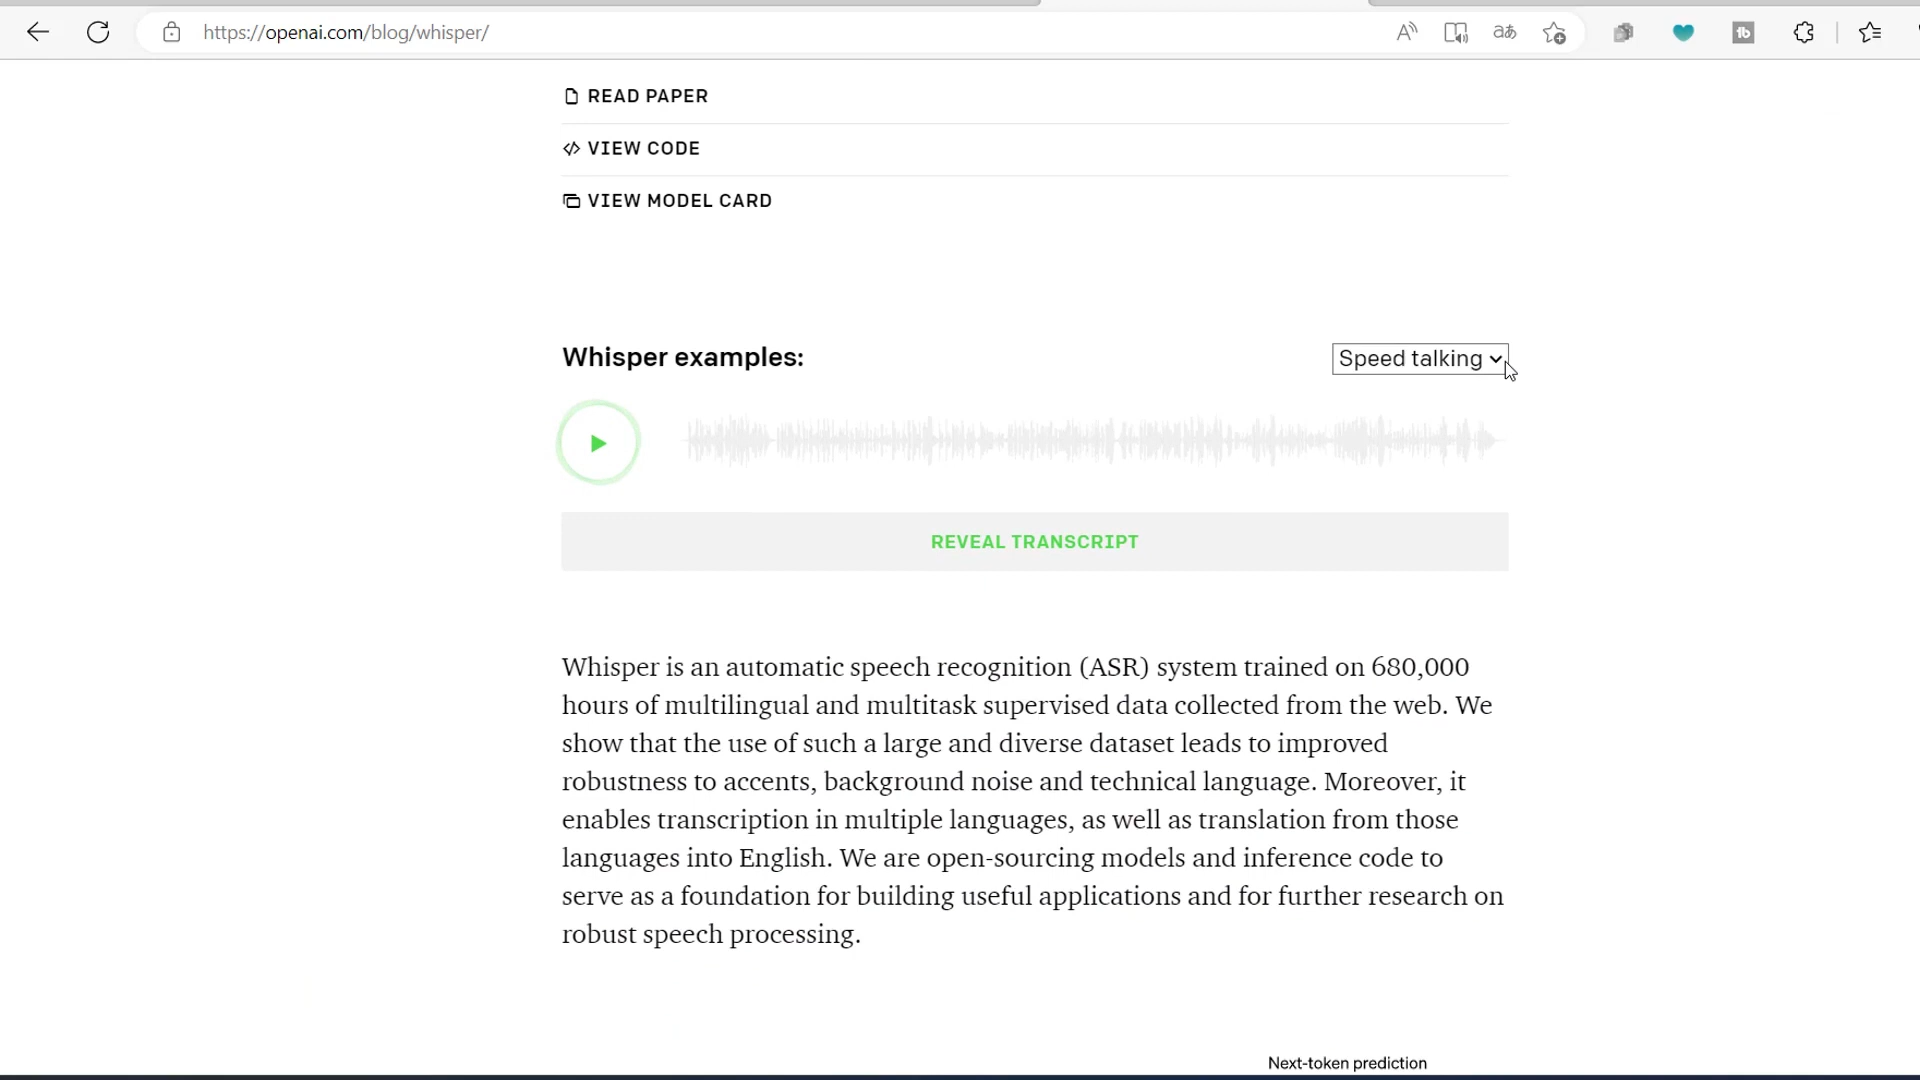 https://openai.com/blog/whisper/
READ PAPER
VIEW CODE
VIEW MODEL CARD
Whisper examples:
Speed talking
REVEAL TRANSCRIPT
Whisper is an automatic speech recognition (ASR) system trained on 680,000
hours of multilingual and multitask supervised data collected from the web. We
show that the use of such a large and diverse dataset leads to improved
robustness to accents, background noise and technical language. Moreover, it
enables transcription in multiple languages, as well as translation from those
languages into English. We are open-sourcing models and inference code to
serve as a foundation for building useful applications and for further research on
robust speech processing.
Next-token prediction